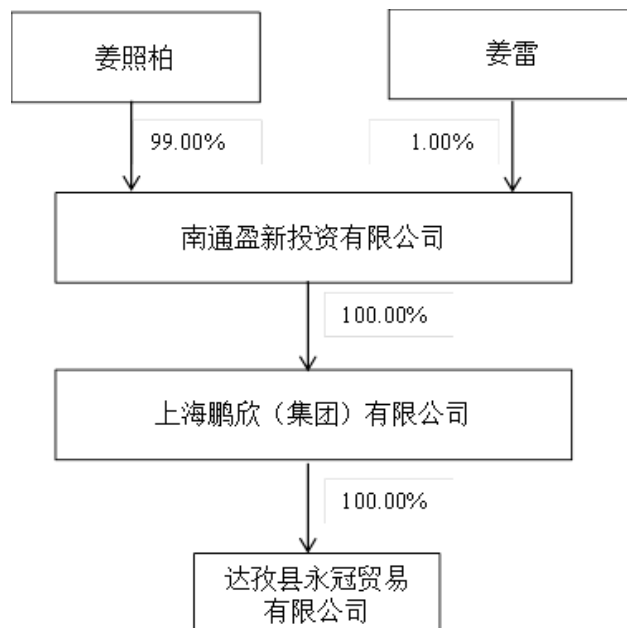 姜照柏
姜雷
99.00%
1.00%
南通盈新投资有限公司
100.00%
上海鹏欣（集团）有限公司
100.00%
达孜县永冠贸易
有限公司